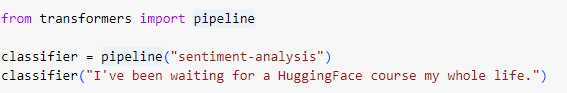 from transformers import pipeline
classifier = pipeline("sentiment-analysis")
classifier("I've been waiting for a HuggingFace course my whole life.")